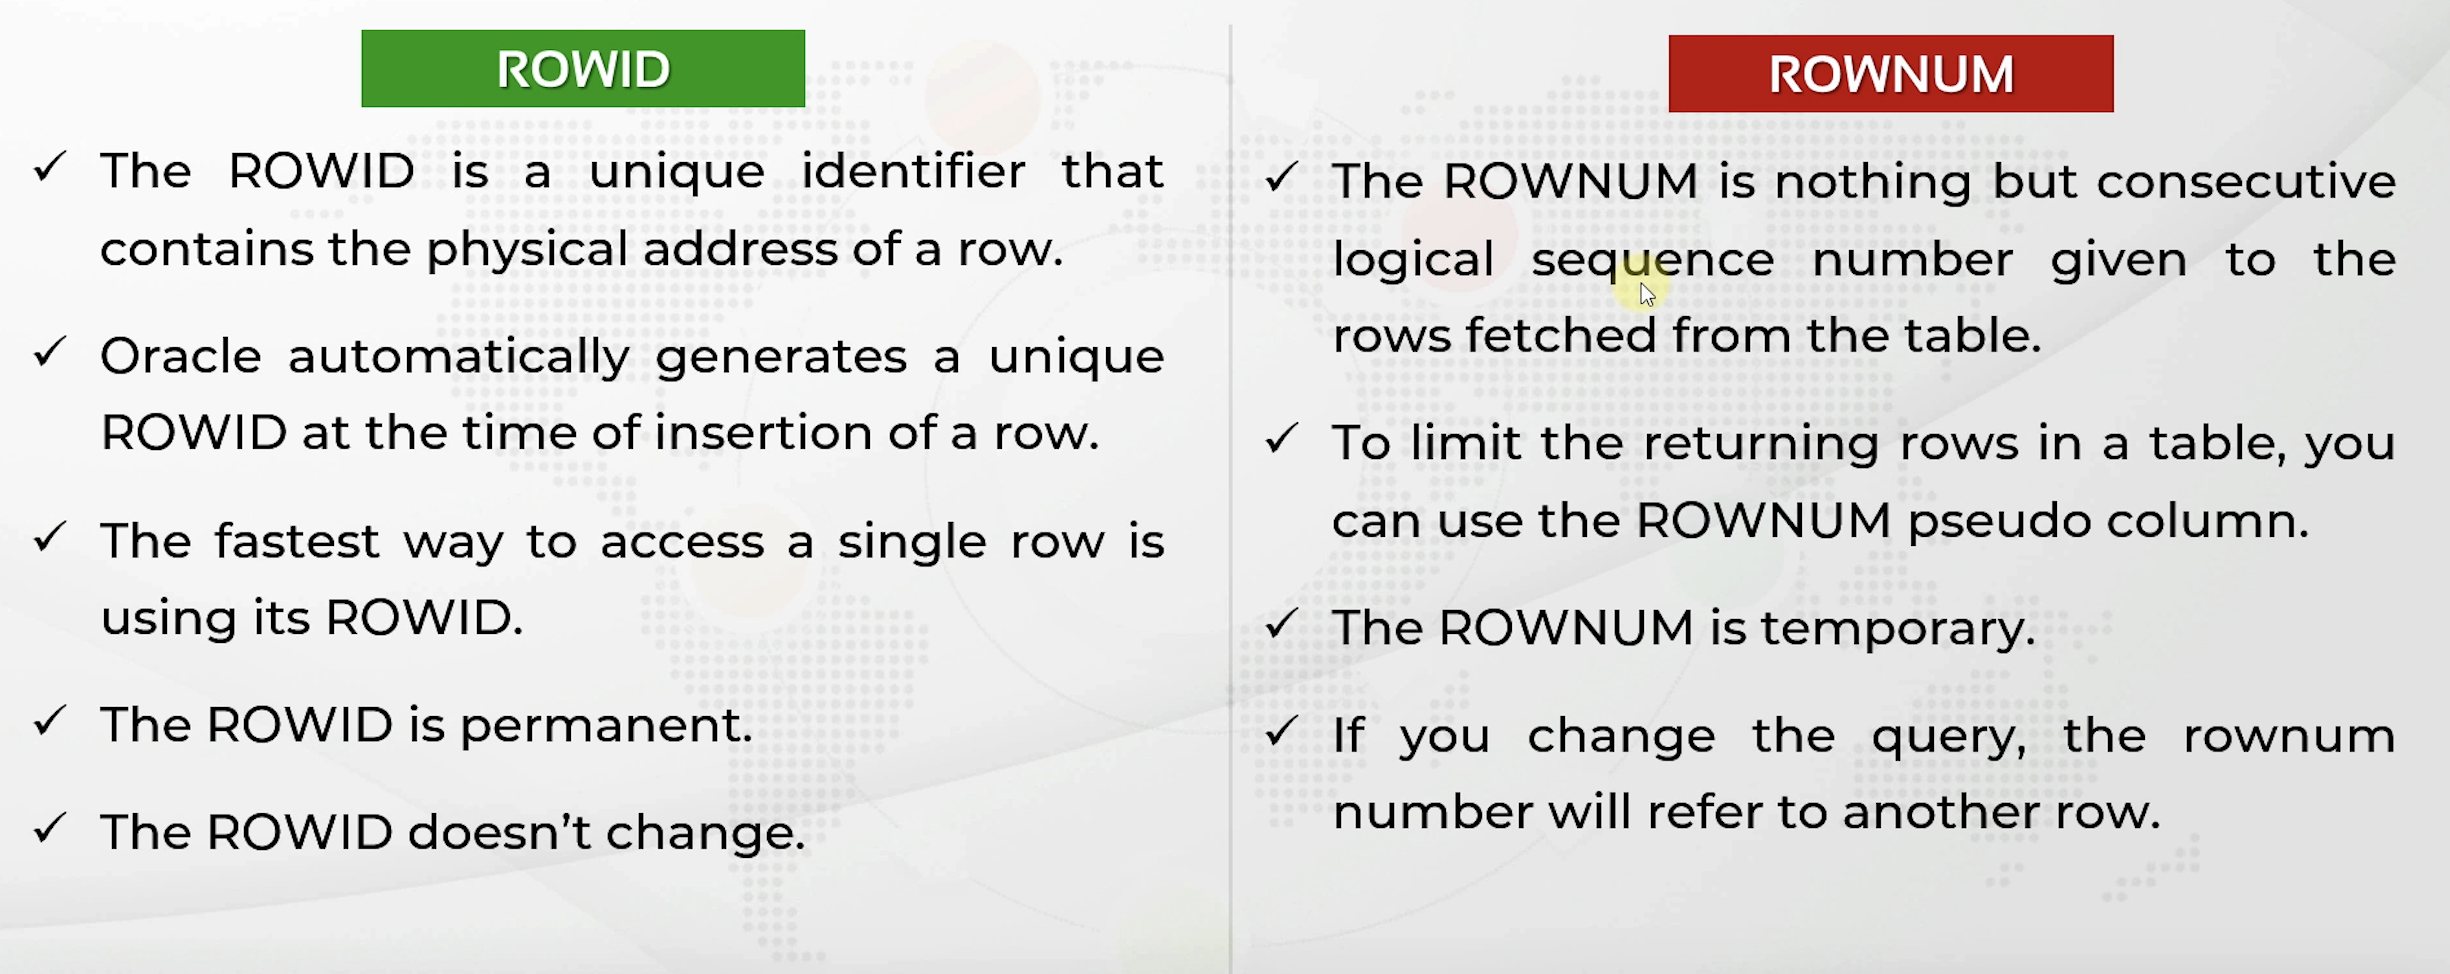 ROWID
The ROWID is a unique identifier that
contains the physical address of a row.
Oracle automatically generates a unique
ROWID at the time of insertion of a row.
The fastest way to access a single row is
using its ROWID.
The ROWID is permanent.
The ROWID doesn't change.
ROWNUM
The ROWNUM is nothing but consecutive
logical sequence number given to the
rows fetched from the table.
To limit the returning rows in a table, you
can use the ROWNUM pseudo column.
The ROWNUM is temporary.
If you change the query, the rownum
number will refer to another row.